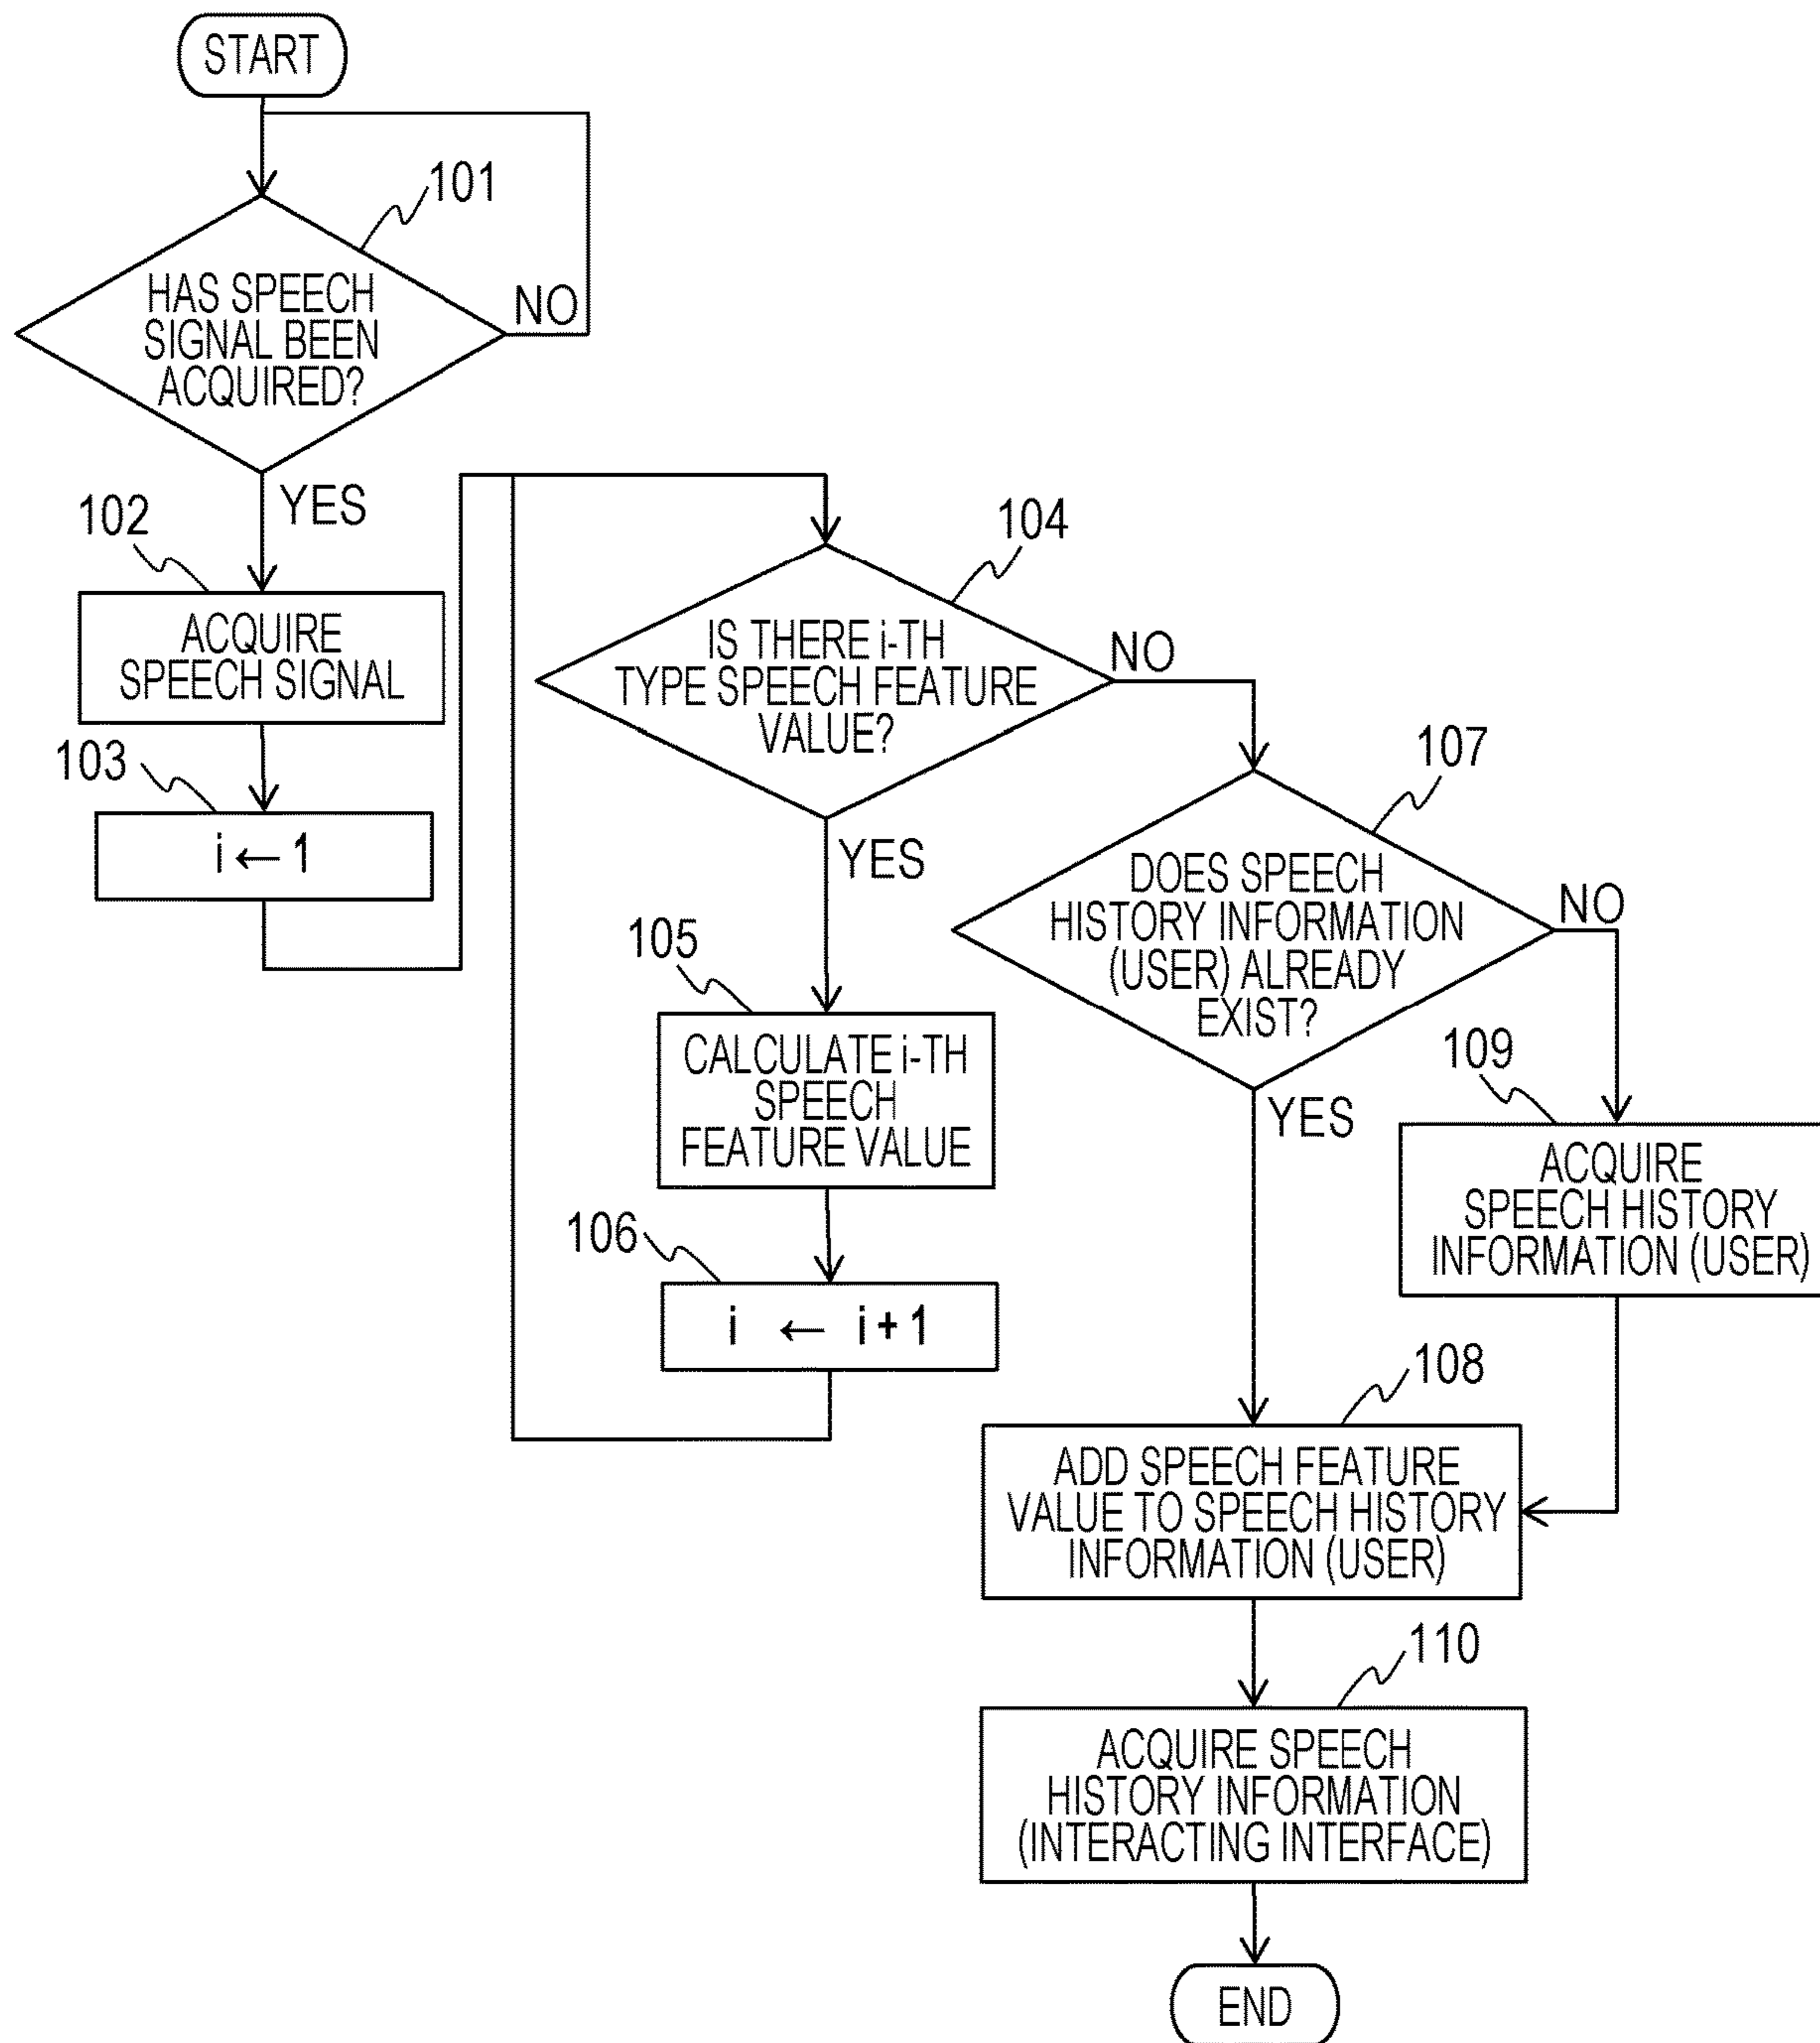 START
101
HAS SPEECH
SIGNAL BEEN
ACQUIRED?
NO
YES
102
ACQUIRE
SPEECH SIGNAL
103
i ← 1
104
IS THERE i-TH
TYPE SPEECH FEATURE
VALUE?
NO
YES
105
CALCULATE i-TH
SPEECH
FEATURE VALUE
106
i ← i + 1
107
DOES SPEECH
HISTORY INFORMATION
(USER) ALREADY
EXIST?
NO
YES
109
ACQUIRE
SPEECH HISTORY
INFORMATION (USER)
108
ADD SPEECH FEATURE
VALUE TO SPEECH HISTORY
INFORMATION (USER)
110
ACQUIRE SPEECH
HISTORY INFORMATION
(INTERACTING INTERFACE)
END